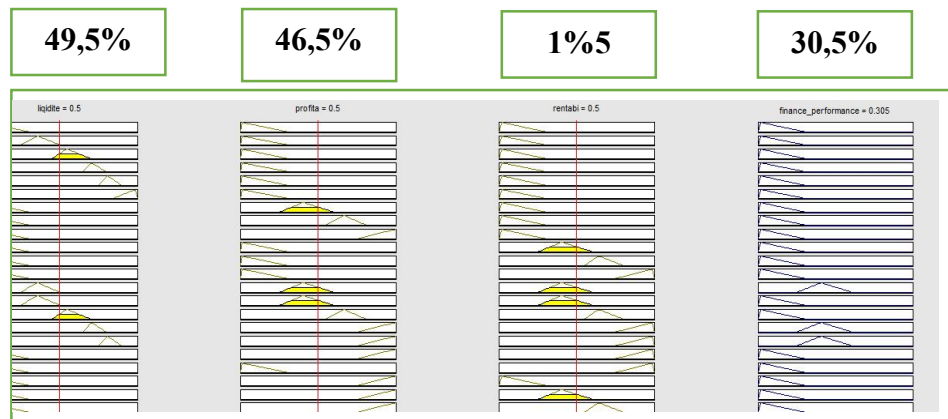 49,5%
46,5%
1%5
30,5%
liqidite = 0.5
profita = 0.5
rentabi = 0.5
finance_performance = 0.305